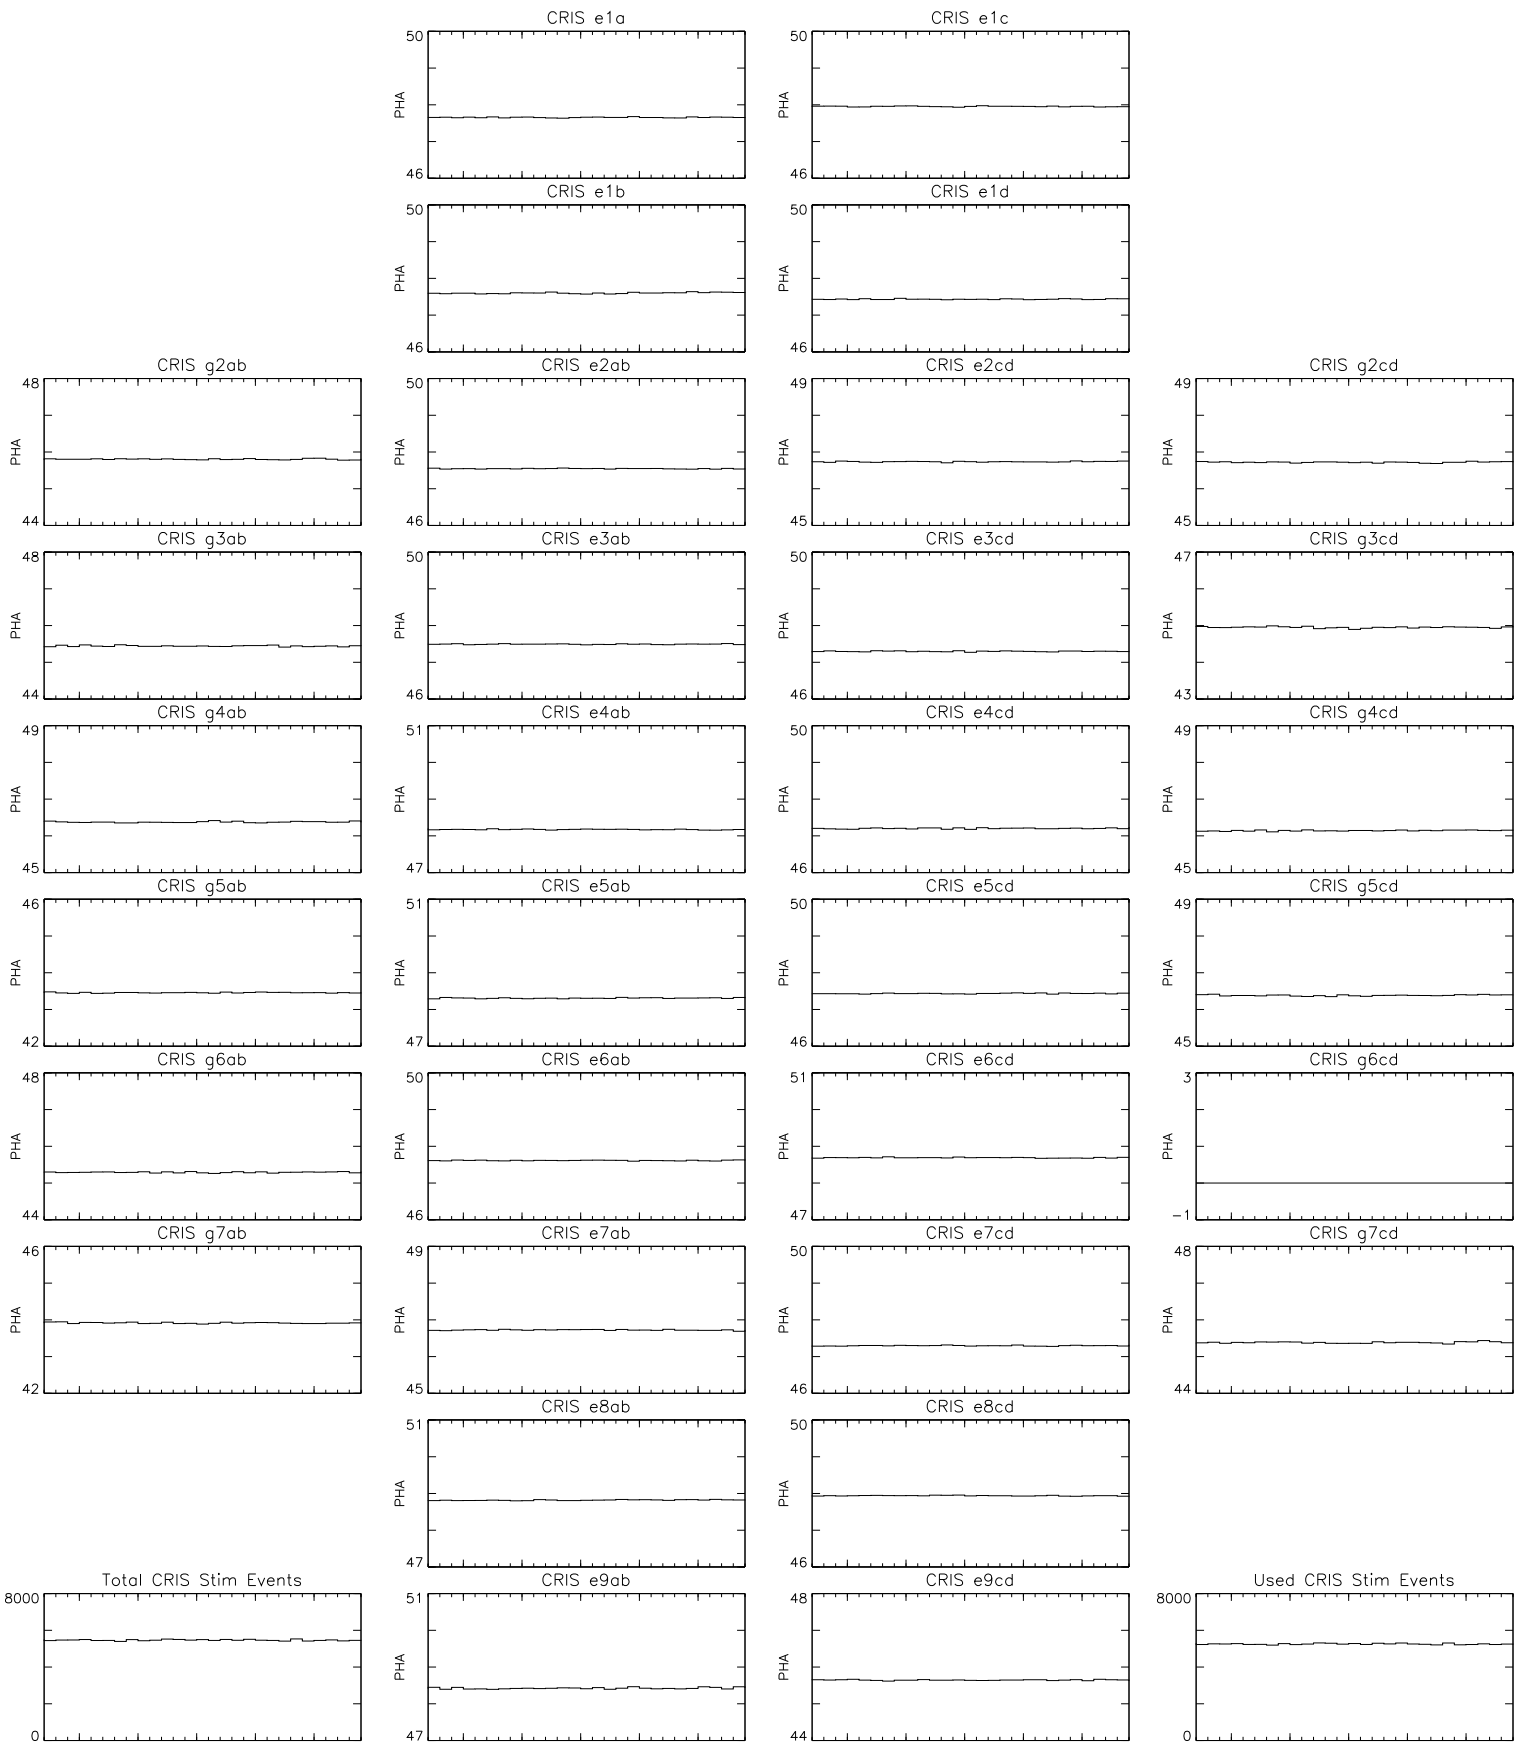 CRIS e1a
CRIS e1c
50
PHA
46
50
PHA
46
CRIS e1b
CRIS e1d
50
PHA
46
50
PHA
46
CRIS g2ab
CRIS e2ab
CRIS e2cd
CRIS g2cd
48
PHA
44
50
PHA
46
49
PHA
45
49
PHA
45
CRIS g3ab
CRIS e3ab
CRIS e3cd
CRIS g3cd
48
PHA
44
50
PHA
46
50
PHA
46
47
PHA
43
CRIS g4ab
CRIS e4ab
CRIS e4cd
CRIS g4cd
49
PHA
45
51
PHA
47
50
PHA
46
49
PHA
45
CRIS g5ab
CRIS e5ab
CRIS e5cd
CRIS g5cd
46
PHA
42
51
PHA
47
50
PHA
46
49
PHA
45
CRIS g6ab
CRIS e6ab
CRIS e6cd
CRIS g6cd
48
PHA
44
50
PHA
46
51
PHA
47
3
PHA
-1
CRIS g7ab
CRIS e7ab
CRIS e7cd
CRIS g7cd
46
PHA
42
49
PHA
45
50
PHA
46
48
PHA
44
CRIS e8ab
CRIS e8cd
51
PHA
47
50
PHA
46
Total CRIS Stim Events
CRIS e9ab
CRIS e9cd
Used CRIS Stim Events
8000
0
51
PHA
47
48
PHA
44
8000
0